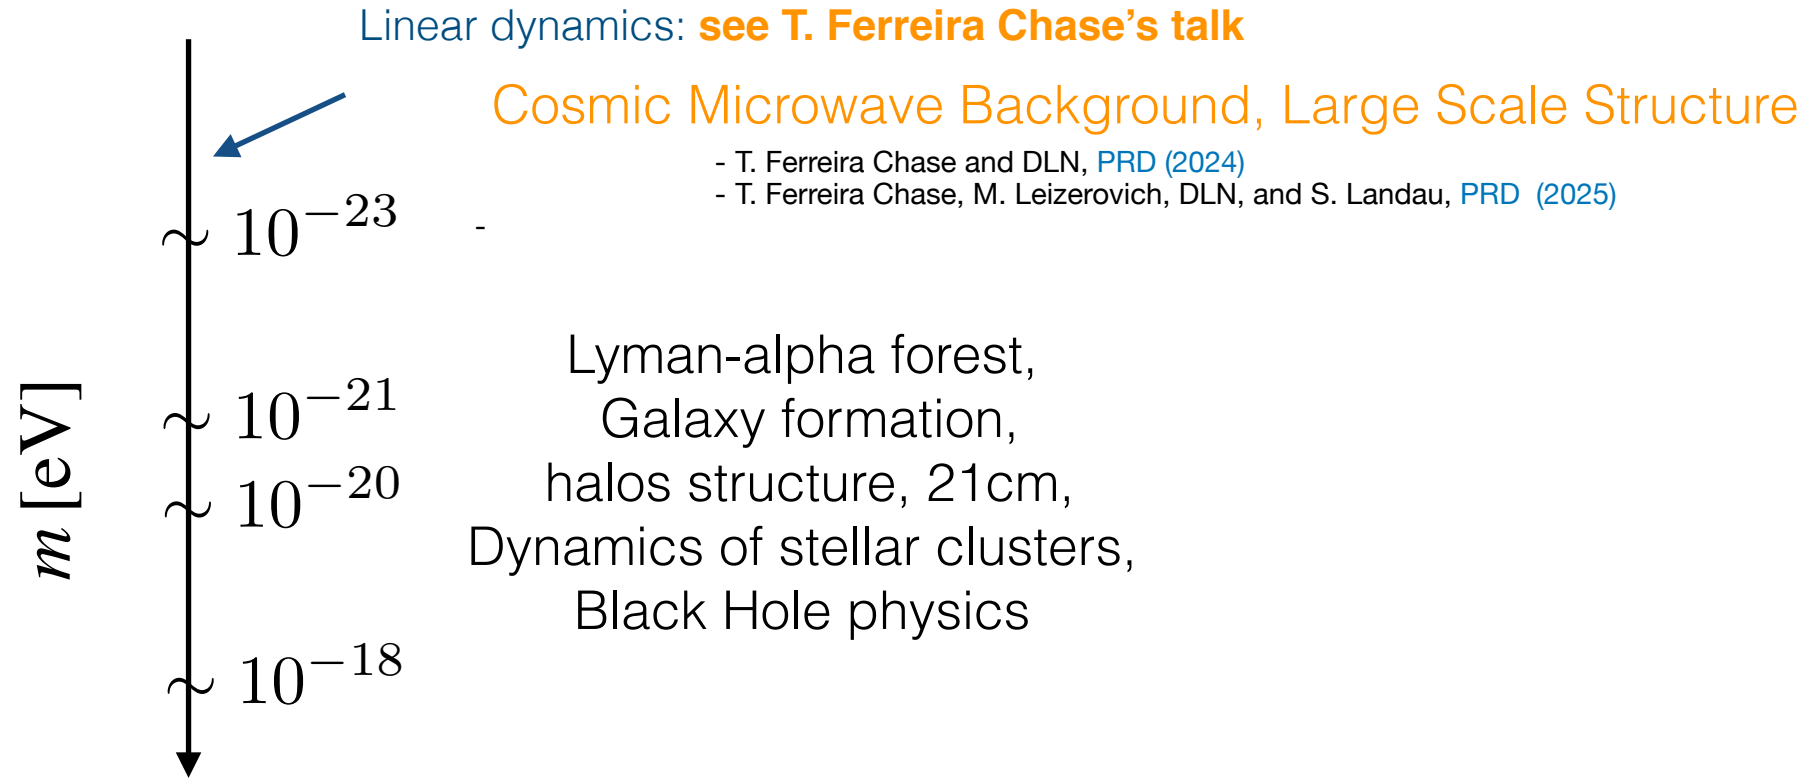 Linear dynamics: see T. Ferreira Chase's talk
Cosmic Microwave Background, Large Scale Structure
- T. Ferreira Chase and DLN, PRD (2024)
- T. Ferreira Chase, M. Leizerovich, DLN, and S. Landau, PRD (2025)
-
∼ 10⁻²³
Lyman-alpha forest,
∼ 10⁻²¹
Galaxy formation,
halos structure, 21cm,
∼ 10⁻²⁰
m [eV]
Dynamics of stellar clusters,
Black Hole physics
∼ 10⁻¹⁸